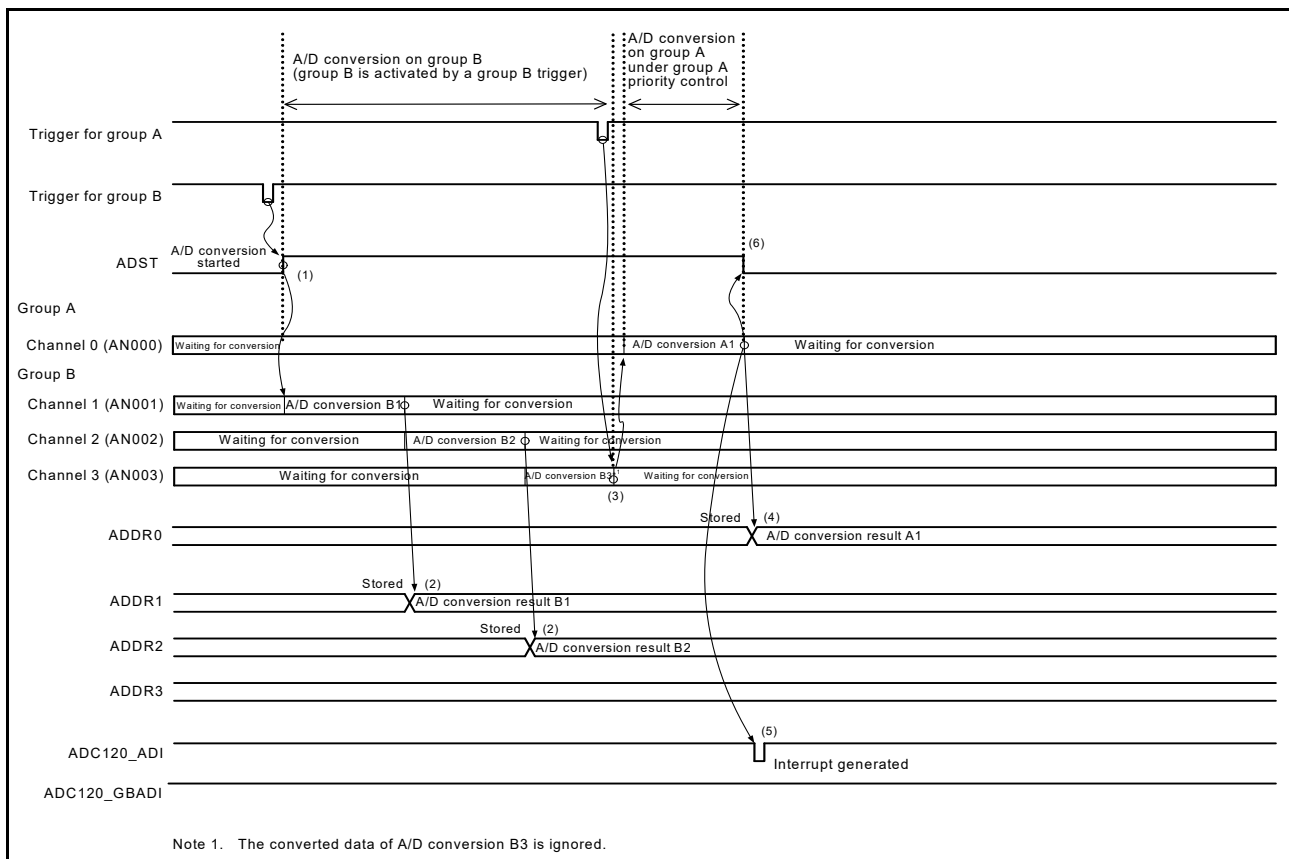 A/D conversion on group B
(group B is activated by a group B trigger)
A/D conversion
on group A
under group A
priority control
Trigger for group A
Trigger for group B
A/D conversion
started
ADST
(1)
(6)
Group A
Channel 0 (AN000)
Waiting for conversion
A/D conversion A1
Waiting for conversion
Group B
Channel 1 (AN001)
Waiting for conversion
A/D conversion B1
Waiting for conversion
Channel 2 (AN002)
Waiting for conversion
A/D conversion B2
Waiting for conversion
Channel 3 (AN003)
Waiting for conversion
A/D conversion B3*1
Waiting for conversion
(3)
Stored
(4)
ADDR0
A/D conversion result A1
Stored
(2)
ADDR1
A/D conversion result B1
Stored
(2)
ADDR2
A/D conversion result B2
ADDR3
(5)
ADC120_ADI
Interrupt generated
ADC120_GBADI
Note 1. The converted data of A/D conversion B3 is ignored.